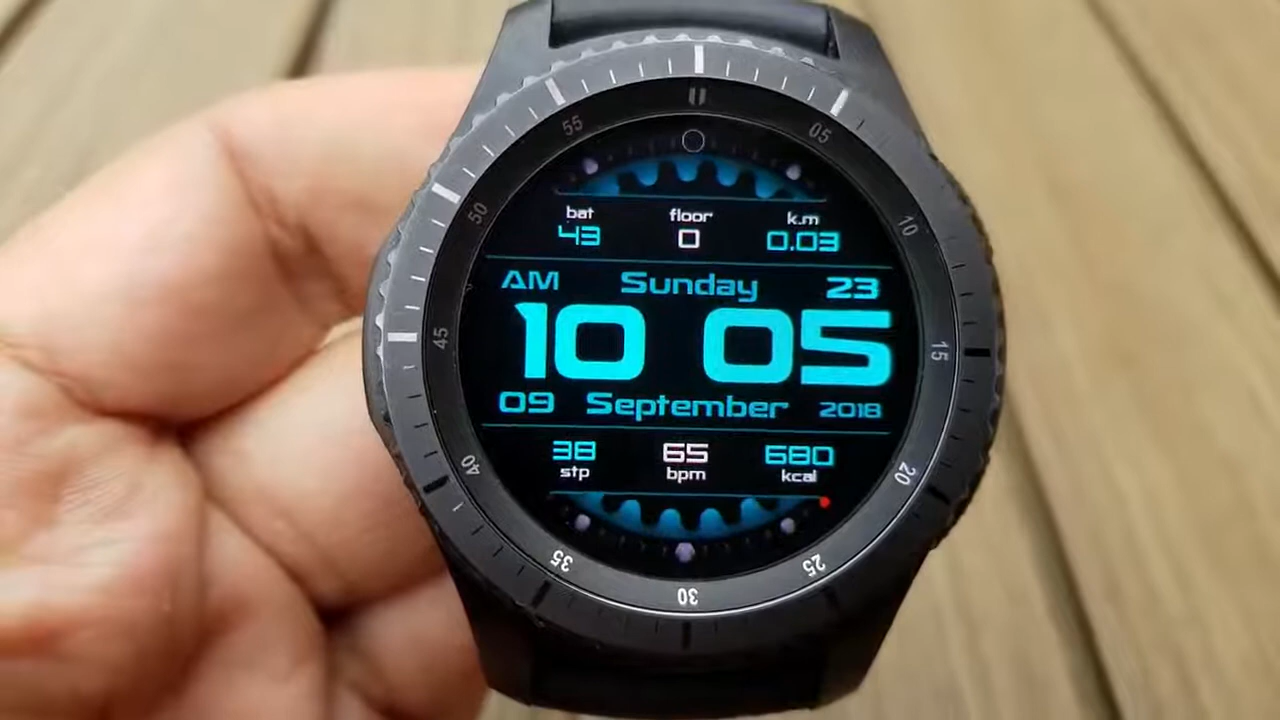 55 05
50 10
45 15
40 20
35 25
30
bat floor k.m
43 0 0.03
AM Sunday 23
10 05
09 September 2018
38 65 680
stp bpm kcal